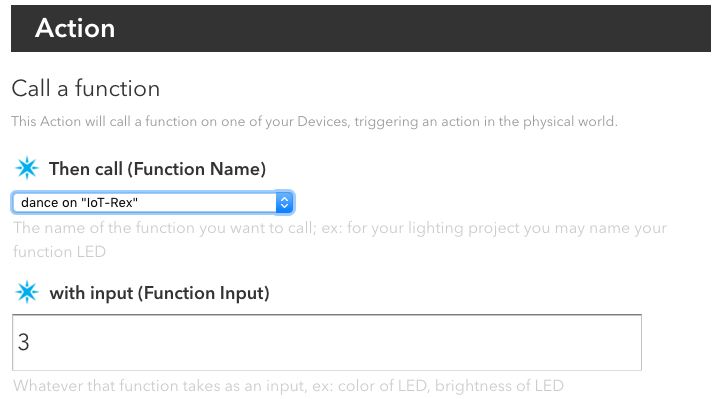 Action
Call a function
This Action will call a function on one of your Devices, triggering an action in the physical world.
Then call (Function Name)
dance on "IoT-Rex"
The name of the function you want to call; ex: for your lighting project you may name your
function LED
with input (Function Input)
3
Whatever that function takes as an input, ex: color of LED, brightness of LED